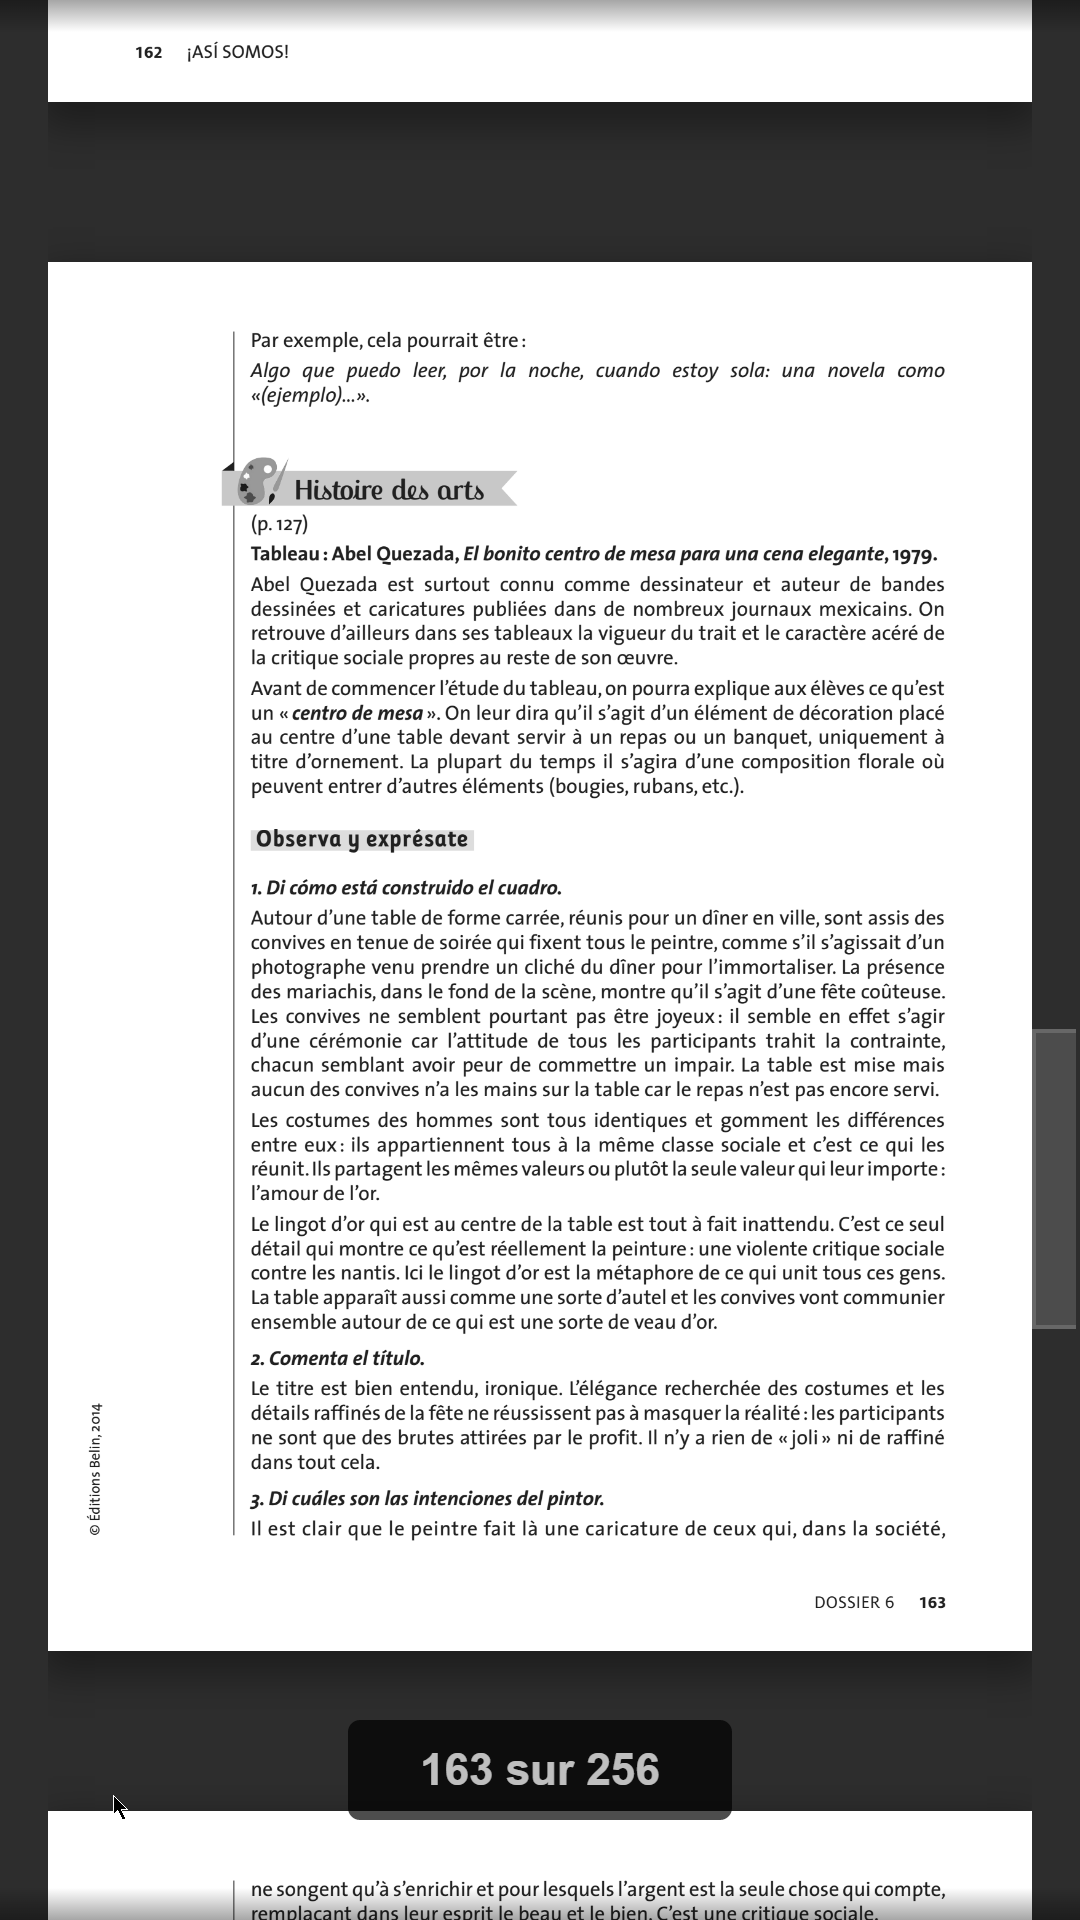 162 ¡ASÍ SOMOS!
Par exemple, cela pourrait être :
Algo que puedo leer, por la noche, cuando estoy sola: una novela como
«(ejemplo)...».
Histoire des arts
(p. 127)
Tableau : Abel Quezada, El bonito centro de mesa para una cena elegante, 1979.
Abel Quezada est surtout connu comme dessinateur et auteur de bandes
dessinées et caricatures publiées dans de nombreux journaux mexicains. On
retrouve d’ailleurs dans ses tableaux la vigueur du trait et le caractère acéré de
la critique sociale propres au reste de son œuvre.
Avant de commencer l’étude du tableau, on pourra explique aux élèves ce qu’est
un « centro de mesa ». On leur dira qu’il s’agit d’un élément de décoration placé
au centre d’une table devant servir à un repas ou un banquet, uniquement à
titre d’ornement. La plupart du temps il s’agira d’une composition florale où
peuvent entrer d’autres éléments (bougies, rubans, etc.).
Observa y exprésate
1. Di cómo está construido el cuadro.
Autour d’une table de forme carrée, réunis pour un dîner en ville, sont assis des
convives en tenue de soirée qui fixent tous le peintre, comme s’il s’agissait d’un
photographe venu prendre un cliché du dîner pour l’immortaliser. La présence
des mariachis, dans le fond de la scène, montre qu’il s’agit d’une fête coûteuse.
Les convives ne semblent pourtant pas être joyeux : il semble en effet s’agir
d’une cérémonie car l’attitude de tous les participants trahit la contrainte,
chacun semblant avoir peur de commettre un impair. La table est mise mais
aucun des convives n’a les mains sur la table car le repas n’est pas encore servi.
Les costumes des hommes sont tous identiques et gomment les différences
entre eux : ils appartiennent tous à la même classe sociale et c’est ce qui les
réunit. Ils partagent les mêmes valeurs ou plutôt la seule valeur qui leur importe :
l’amour de l’or.
Le lingot d’or qui est au centre de la table est tout à fait inattendu. C’est ce seul
détail qui montre ce qu’est réellement la peinture : une violente critique sociale
contre les nantis. Ici le lingot d’or est la métaphore de ce qui unit tous ces gens.
La table apparaît aussi comme une sorte d’autel et les convives vont communier
ensemble autour de ce qui est une sorte de veau d’or.
2. Comenta el título.
Le titre est bien entendu, ironique. L’élégance recherchée des costumes et les
détails raffinés de la fête ne réussissent pas à masquer la réalité : les participants
ne sont que des brutes attirées par le profit. Il n’y a rien de « joli » ni de raffiné
dans tout cela.
3. Di cuáles son las intenciones del pintor.
Il est clair que le peintre fait là une caricature de ceux qui, dans la société,
© Éditions Belin, 2014
DOSSIER 6 163
163 sur 256
ne songent qu’à s’enrichir et pour lesquels l’argent est la seule chose qui compte,
remplaçant dans leur esprit le beau et le bien. C’est une critique sociale.